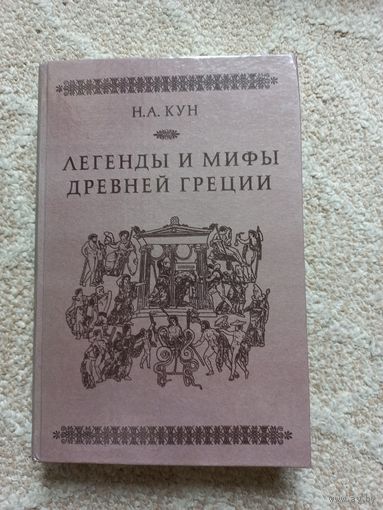 Н.А. КУН
ЛЕГЕНДЫ И МИФЫ
ДРЕВНЕЙ ГРЕЦИИ